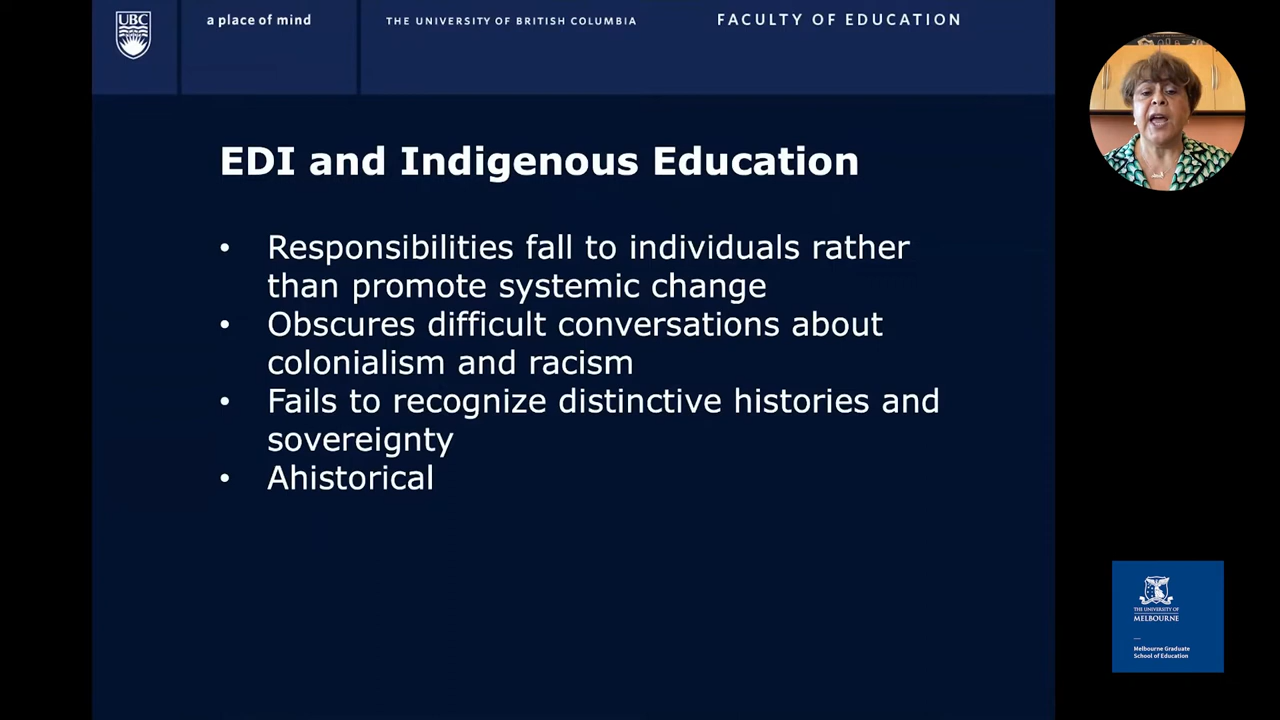 UBC
a place of mind
THE UNIVERSITY OF BRITISH COLUMBIA
FACULTY OF EDUCATION
EDI and Indigenous Education
• Responsibilities fall to individuals rather
than promote systemic change
• Obscures difficult conversations about
colonialism and racism
• Fails to recognize distinctive histories and
sovereignty
• Ahistorical
THE UNIVERSITY OF
MELBOURNE
Melbourne Graduate
School of Education